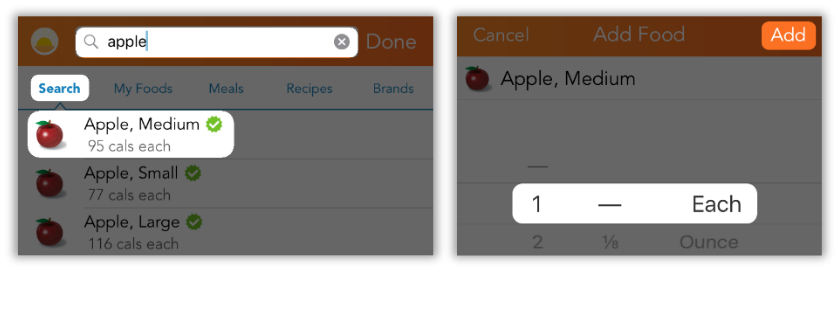 apple
Done
Search My Foods Meals Recipes Brands
Apple, Medium
95 cals each
Apple, Small
77 cals each
Apple, Large
116 cals each
Cancel Add Food Add
Apple, Medium
—
1 — Each
2 ⅛ Ounce